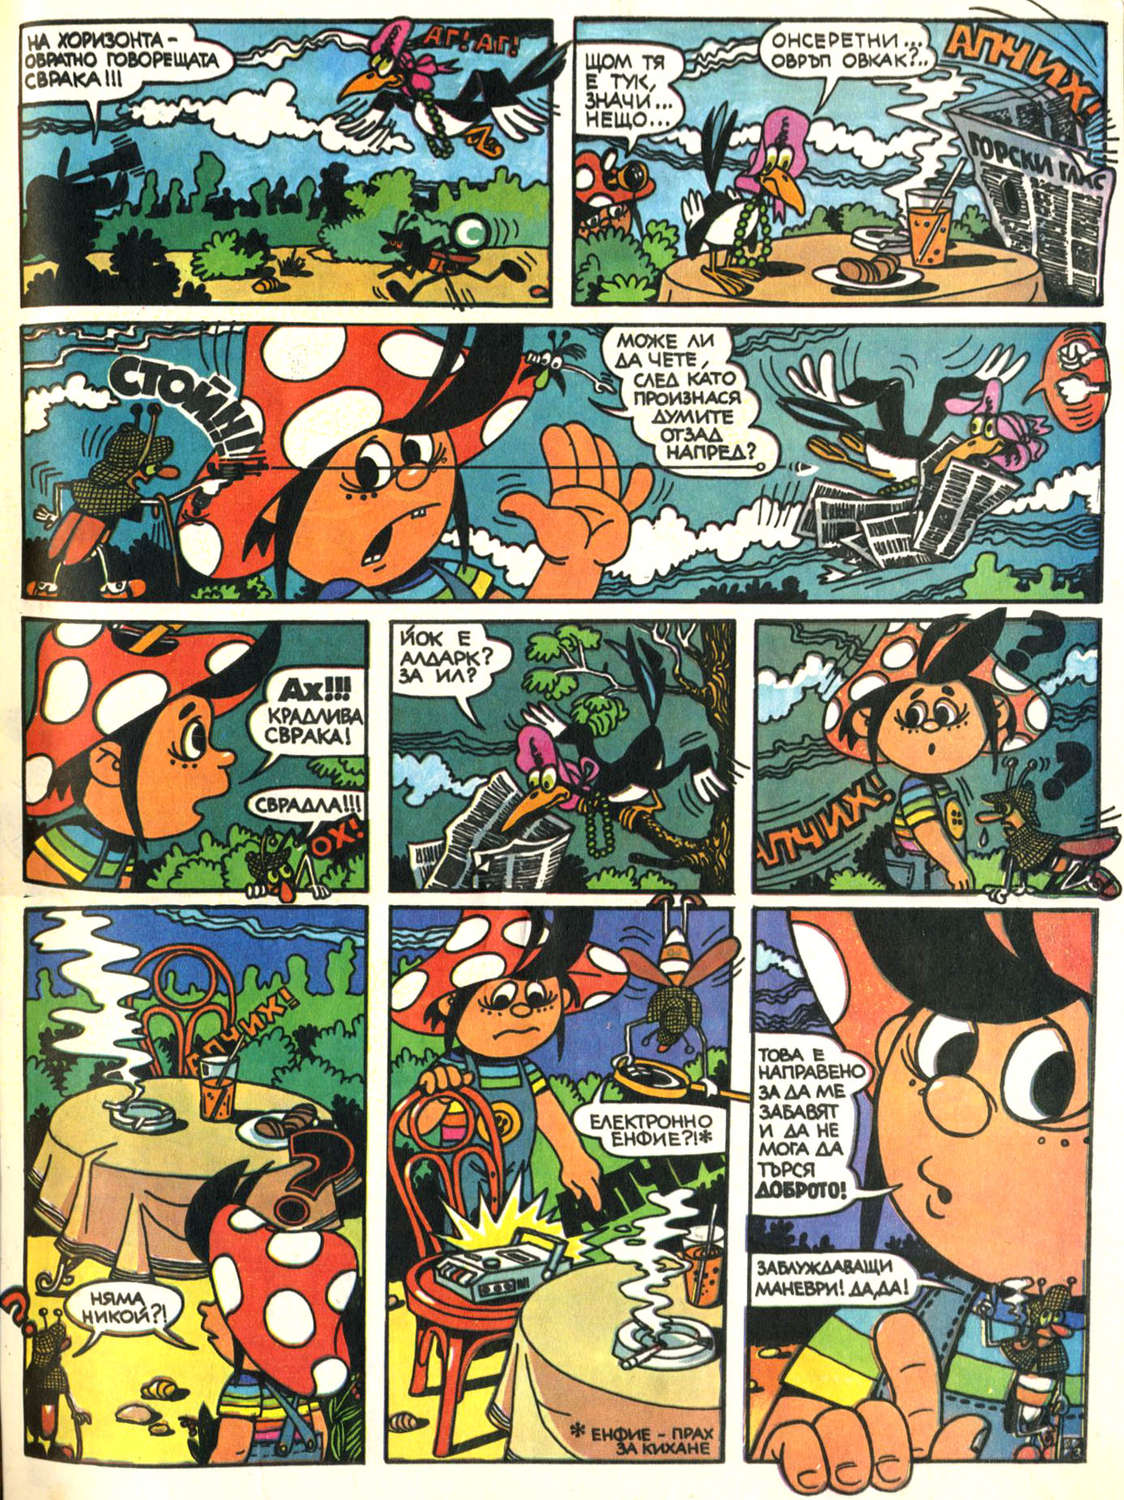 НА ХОРИЗОНТА -
ОБРАТНО ГОВОРЕЩАТА
СВРАКА!!!
АГ! АГ!
ЩОМ ТЯ
Е ТУК,
ЗНАЧИ...
НЕЩО...
ОНСЕРЕТНИ...
ОВРЪП ОВКАК?...
АПЧИХ!
ГОРСКИ ГЛАС
СТОЙ!!!
МОЖЕ ЛИ
ДА ЧЕТЕ,
СЛЕД КАТО
ПРОИЗНАСЯ
ДУМИТЕ
ОТЗАД
НАПРЕД?
АХ!!!
КРАДЛИВА
СВРАКА!
СВРАДЛА!!!
ОХ!
ЙОК Е
АЛДАРК?
ЗА ИЛ?
АПЧИХ!
?
?
АПЧИХ!
?
?
НЯМА
НИКОЙ?!
ЕЛЕКТРОННО
ЕНФИЕ?!*
* ЕНФИЕ - ПРАХ
ЗА КИХАНЕ
ТОВА Е
НАПРАВЕНО
ЗА ДА МЕ
ЗАБАВЯТ
И ДА НЕ
МОГА ДА
ТЪРСЯ
ДОБРОТО!
ЗАБЛУЖДАВАЩИ
МАНЕВРИ! ДА,ДА!